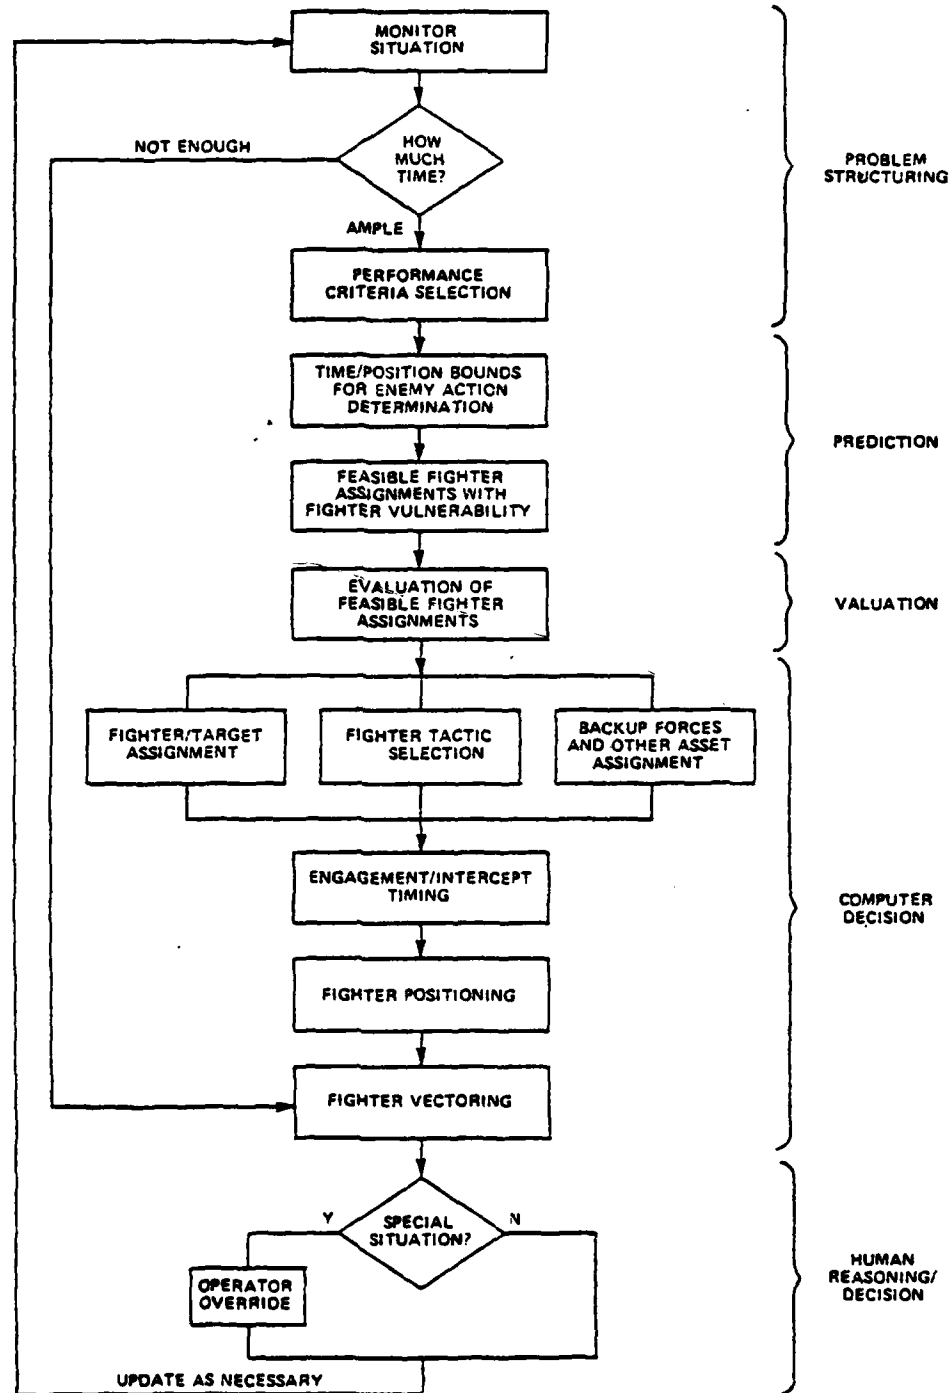 MONITOR
SITUATION
HOW
MUCH
TIME?
NOT ENOUGH
AMPLE
PERFORMANCE
CRITERIA SELECTION
PROBLEM
STRUCTURING
TIME/POSITION BOUNDS
FOR ENEMY ACTION
DETERMINATION
FEASIBLE FIGHTER
ASSIGNMENTS WITH
FIGHTER VULNERABILITY
PREDICTION
EVALUATION OF
FEASIBLE FIGHTER
ASSIGNMENTS
VALUATION
FIGHTER/TARGET
ASSIGNMENT
FIGHTER TACTIC
SELECTION
BACKUP FORCES
AND OTHER ASSET
ASSIGNMENT
ENGAGEMENT/INTERCEPT
TIMING
FIGHTER POSITIONING
FIGHTER VECTORING
COMPUTER
DECISION
Y
SPECIAL
SITUATION?
N
OPERATOR
OVERRIDE
HUMAN
REASONING/
DECISION
UPDATE AS NECESSARY